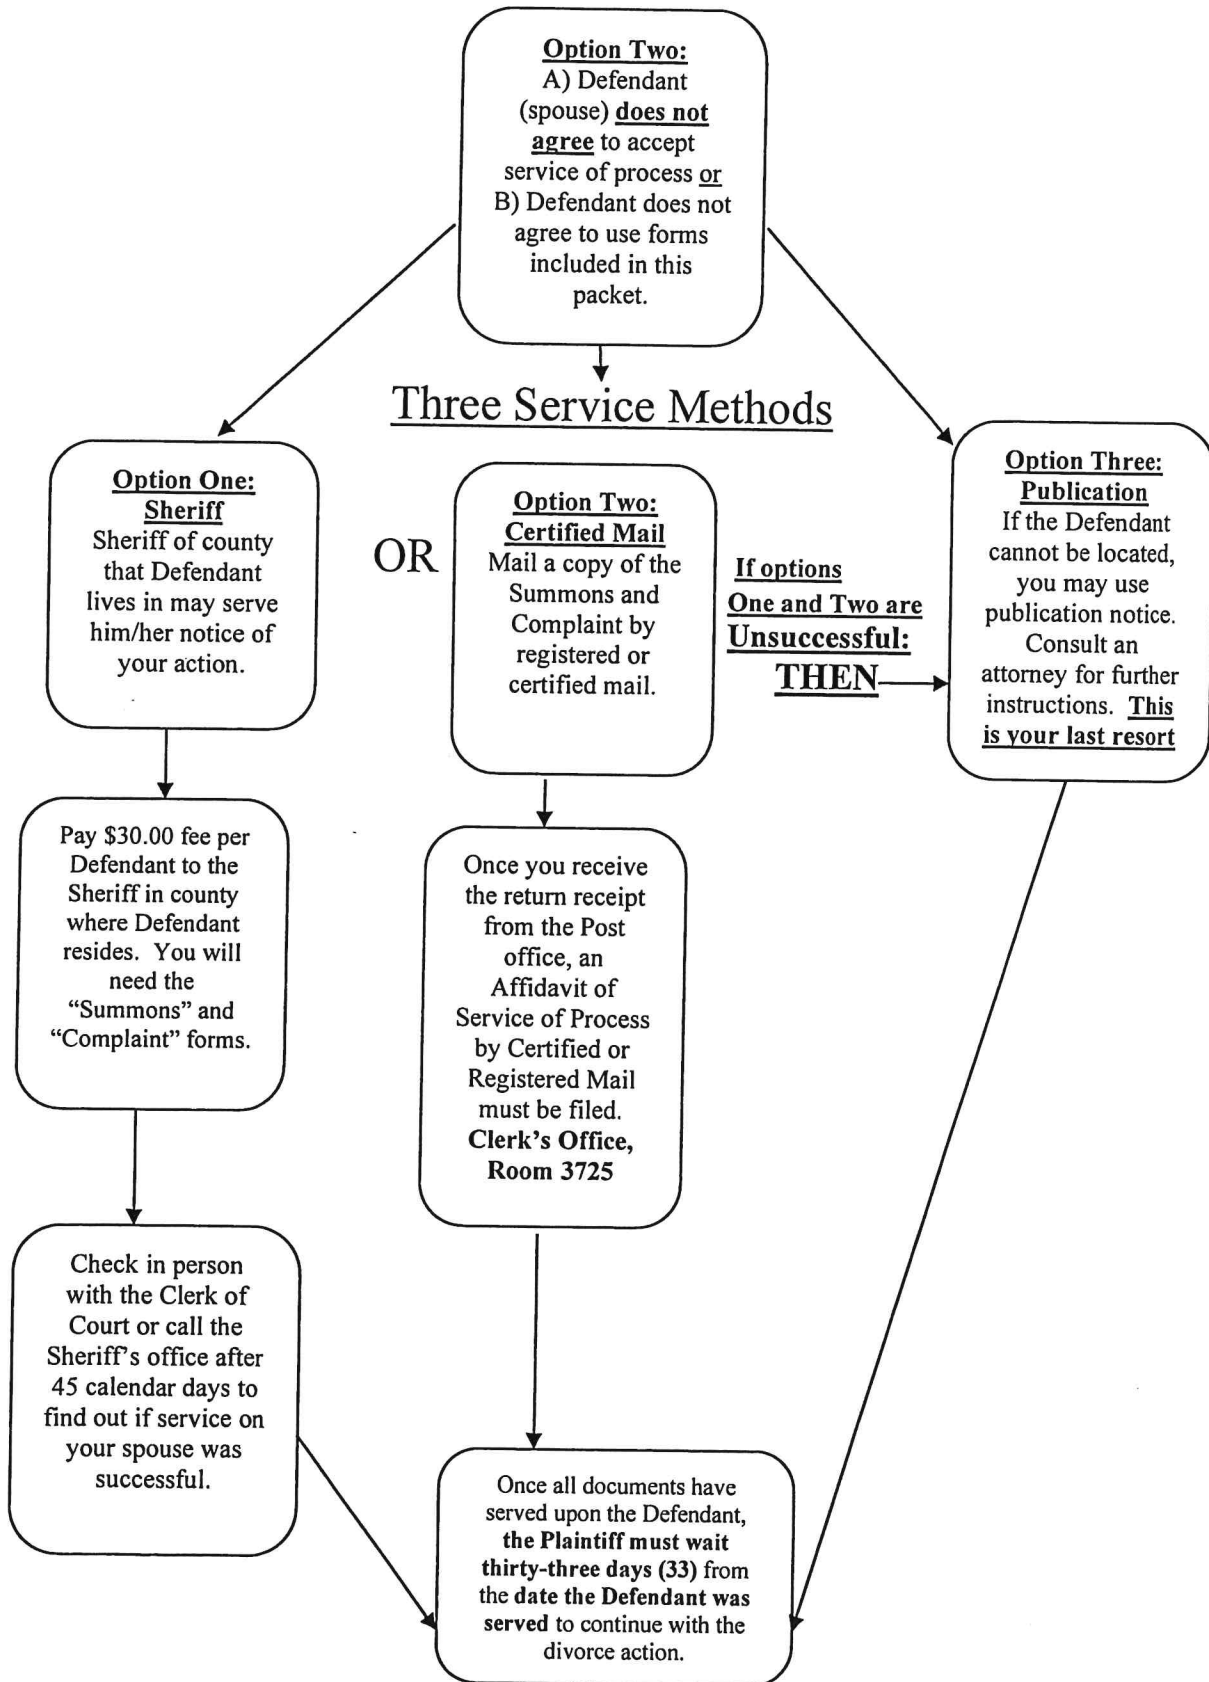 Option Two:
A) Defendant
(spouse) does not
agree to accept
service of process or
B) Defendant does not
agree to use forms
included in this
packet.
Three Service Methods
Option One:
Sheriff
Sheriff of county
that Defendant
lives in may serve
him/her notice of
your action.
OR
Option Two:
Certified Mail
Mail a copy of the
Summons and
Complaint by
registered or
certified mail.
If options
One and Two are
Unsuccessful:
THEN
Option Three:
Publication
If the Defendant
cannot be located,
you may use
publication notice.
Consult an
attorney for further
instructions. This
is your last resort
Pay $30.00 fee per
Defendant to the
Sheriff in county
where Defendant
resides. You will
need the
“Summons” and
“Complaint” forms.
Once you receive
the return receipt
from the Post
office, an
Affidavit of
Service of Process
by Certified or
Registered Mail
must be filed.
Clerk’s Office,
Room 3725
Check in person
with the Clerk of
Court or call the
Sheriff’s office after
45 calendar days to
find out if service on
your spouse was
successful.
Once all documents have
served upon the Defendant,
the Plaintiff must wait
thirty-three days (33) from
the date the Defendant was
served to continue with the
divorce action.